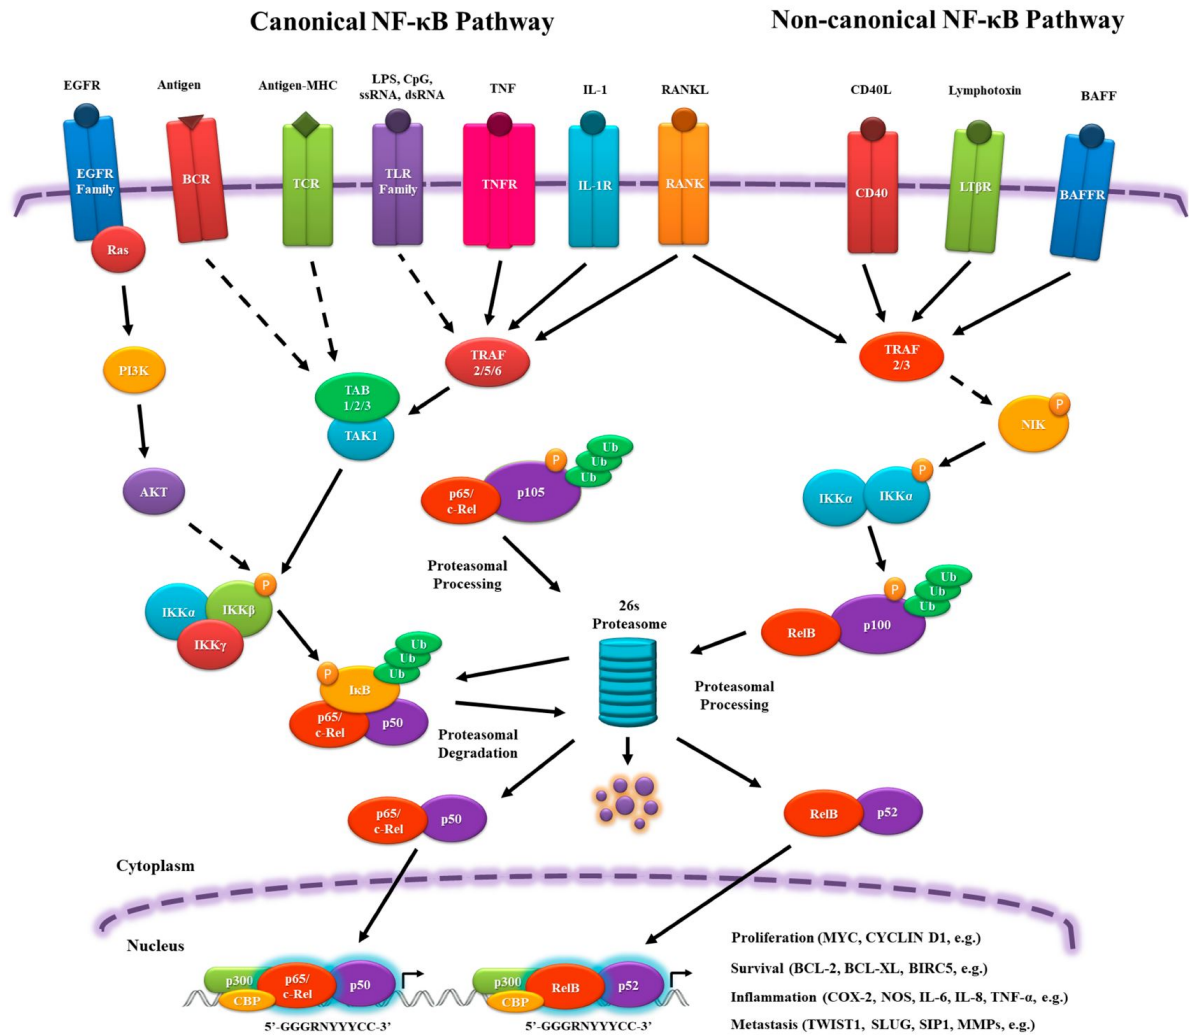 Canonical NF-κB Pathway
Non-canonical NF-κB Pathway
EGFR
Antigen
Antigen-MHC
LPS, CpG,
ssRNA, dsRNA
TNF
IL-1
RANKL
CD40L
Lymphotoxin
BAFF
EGFR
Family
BCR
TCR
TLR
Family
TNFR
IL-1R
RANK
CD40
LTβR
BAFFR
Ras
PI3K
TAB
1/2/3
TAK1
TRAF
2/5/6
TRAF
2/3
P
NIK
AKT
p65/
c-Rel
p105
P
Ub
Ub
Ub
IKKα
IKKα
P
Proteasomal
Processing
IKKα
IKKβ
P
IKKγ
26s
Proteasome
RelB
p100
P
Ub
Ub
Ub
P
IκB
Ub
Ub
Ub
p65/
c-Rel
p50
Proteasomal
Degradation
Proteasomal
Processing
p65/
c-Rel
p50
RelB
p52
Cytoplasm
Nucleus
p300
CBP
p65/
c-Rel
p50
5’-GGGRNYYYCC-3’
p300
CBP
RelB
p52
5’-GGGRNYYYCC-3’
Proliferation (MYC, CYCLIN D1, e.g.)
Survival (BCL-2, BCL-XL, BIRC5, e.g.)
Inflammation (COX-2, NOS, IL-6, IL-8, TNF-α, e.g.)
Metastasis (TWIST1, SLUG, SIP1, MMPs, e.g.)